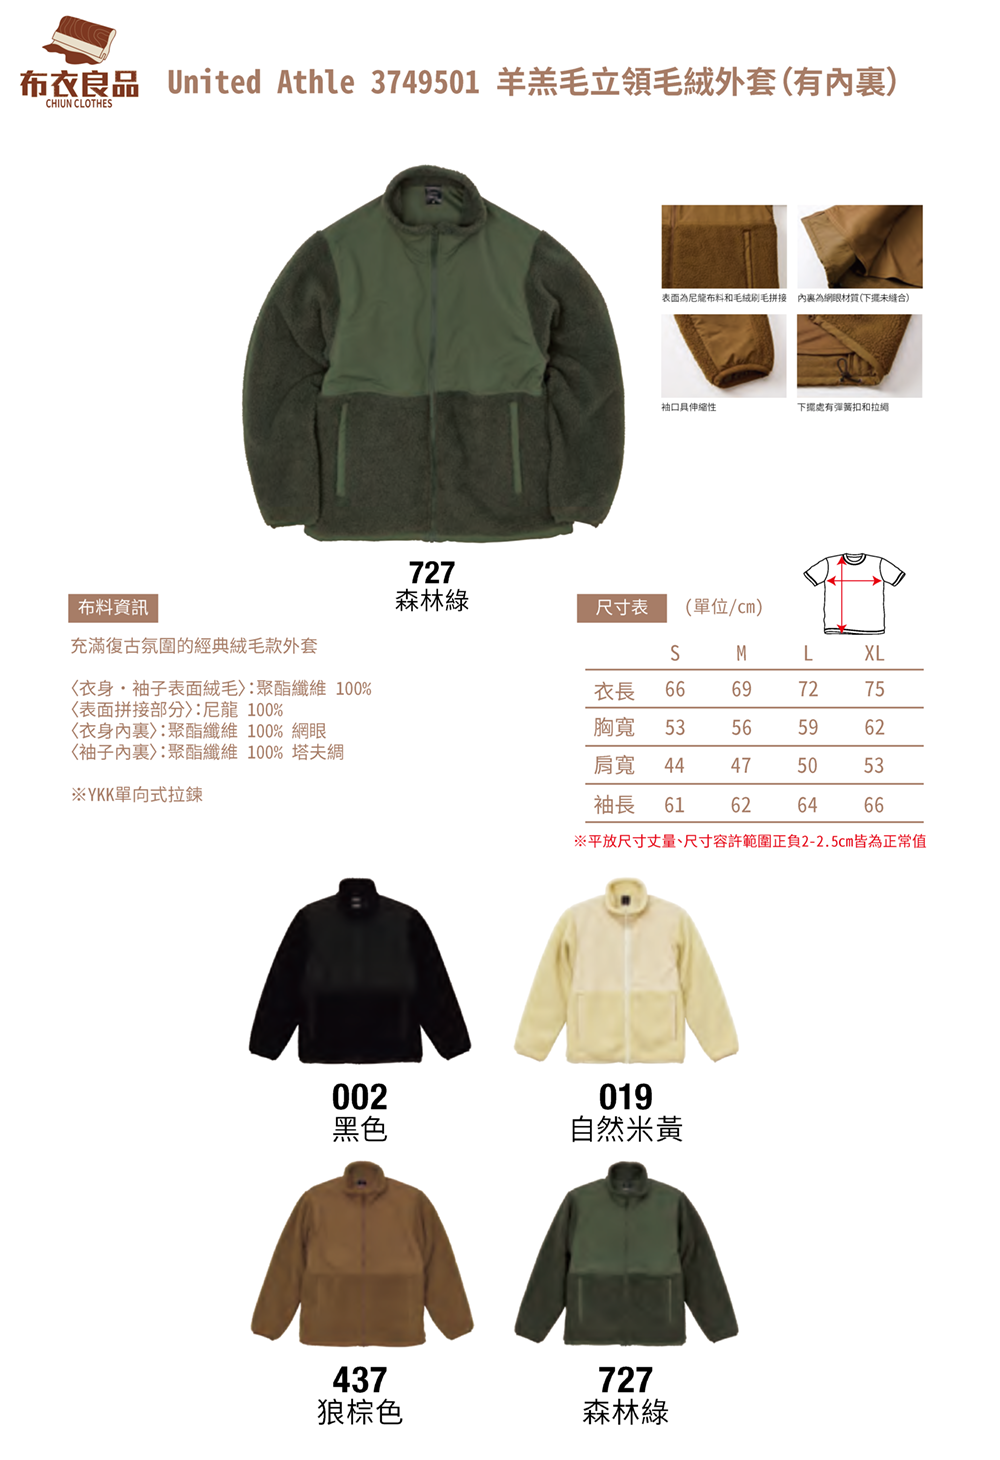 布衣良品
CHIUN CLOTHES
United Athle 3749501 羊羔毛立領毛絨外套(有內裏)
表面為尼龍布料和毛絨刷毛拼接
內裏為網眼材質(下擺未縫合)
袖口具伸縮性
下擺處有彈簧扣和拉繩
727
森林綠
布料資訊
充滿復古氛圍的經典絨毛款外套
〈衣身・袖子表面絨毛〉:聚酯纖維 100%
〈表面拼接部分〉:尼龍 100%
〈衣身內裏〉:聚酯纖維 100% 網眼
〈袖子內裏〉:聚酯纖維 100% 塔夫綢
※YKK單向式拉鍊
尺寸表 (單位/cm)
S M L XL
衣長 66 69 72 75
胸寬 53 56 59 62
肩寬 44 47 50 53
袖長 61 62 64 66
※平放尺寸丈量、尺寸容許範圍正負2-2.5cm皆為正常值
002
黑色
019
自然米黃
437
狼棕色
727
森林綠